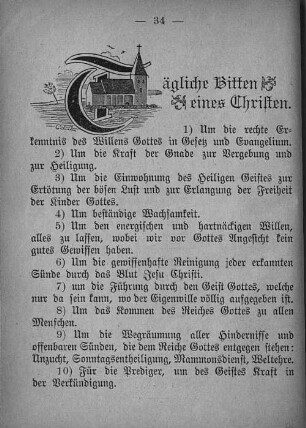 — 34 —
Tägliche Bitten
eines Christen.
1) Um die rechte Er-
kenntnis des Willens Gottes in Gesetz und Evangelium.
2) Um die Kraft der Gnade zur Vergebung und
zur Heiligung.
3) Um die Einwohnung des Heiligen Geistes zur
Ertötung der bösen Lust und zur Erlangung der Freiheit
der Kinder Gottes.
4) Um beständige Wachsamkeit.
5) Um den energischen und hartnäckigen Willen,
alles zu lassen, wobei wir vor Gottes Angesicht kein
gutes Gewissen haben.
6) Um die gewissenhafte Reinigung jeder erkannten
Sünde durch das Blut Jesu Christi.
7) um die Führung durch den Geist Gottes, welche
nur da sein kann, wo der Eigenwille völlig aufgegeben ist.
8) Um das Kommen des Reiches Gottes zu allen
Menschen.
9) Um die Wegräumung aller Hindernisse und
offenbaren Sünden, die dem Reiche Gottes entgegen stehen:
Unzucht, Sonntagsentheiligung, Mammonsdienst, Weltehre.
10) Für die Prediger, um des Geistes Kraft in
der Verkündigung.